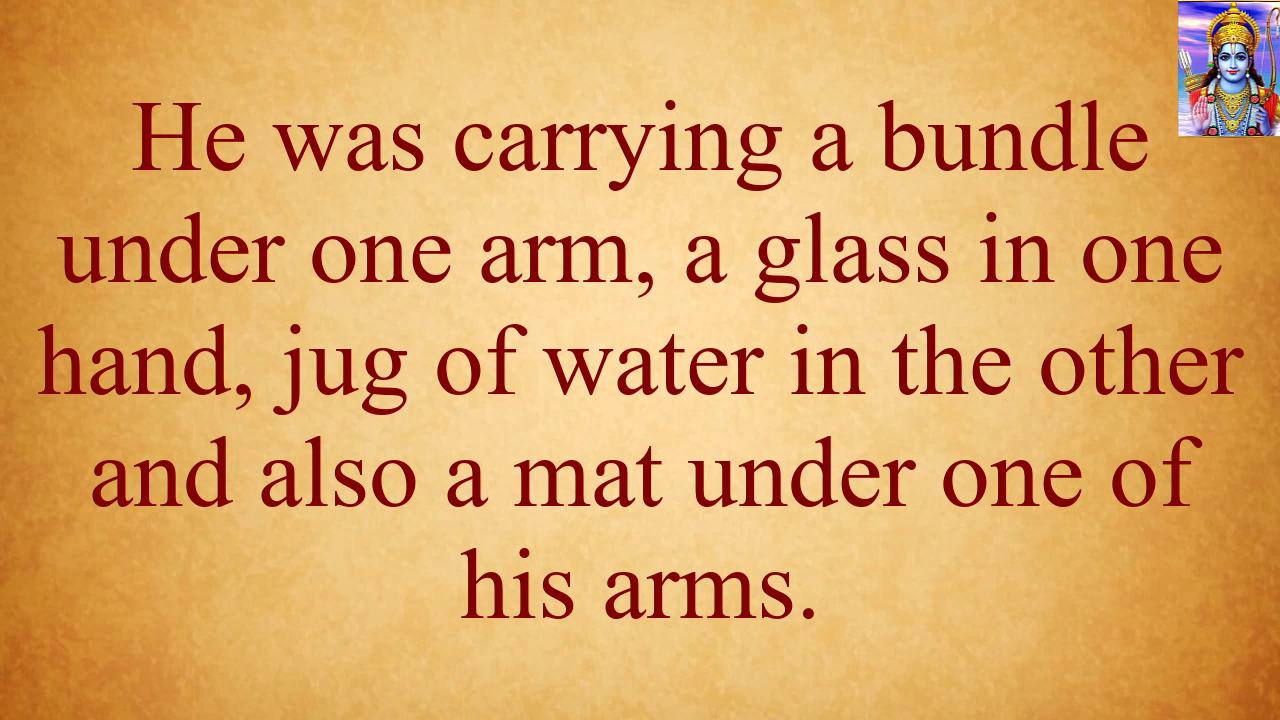 He was carrying a bundle
under one arm, a glass in one
hand, jug of water in the other
and also a mat under one of
his arms.